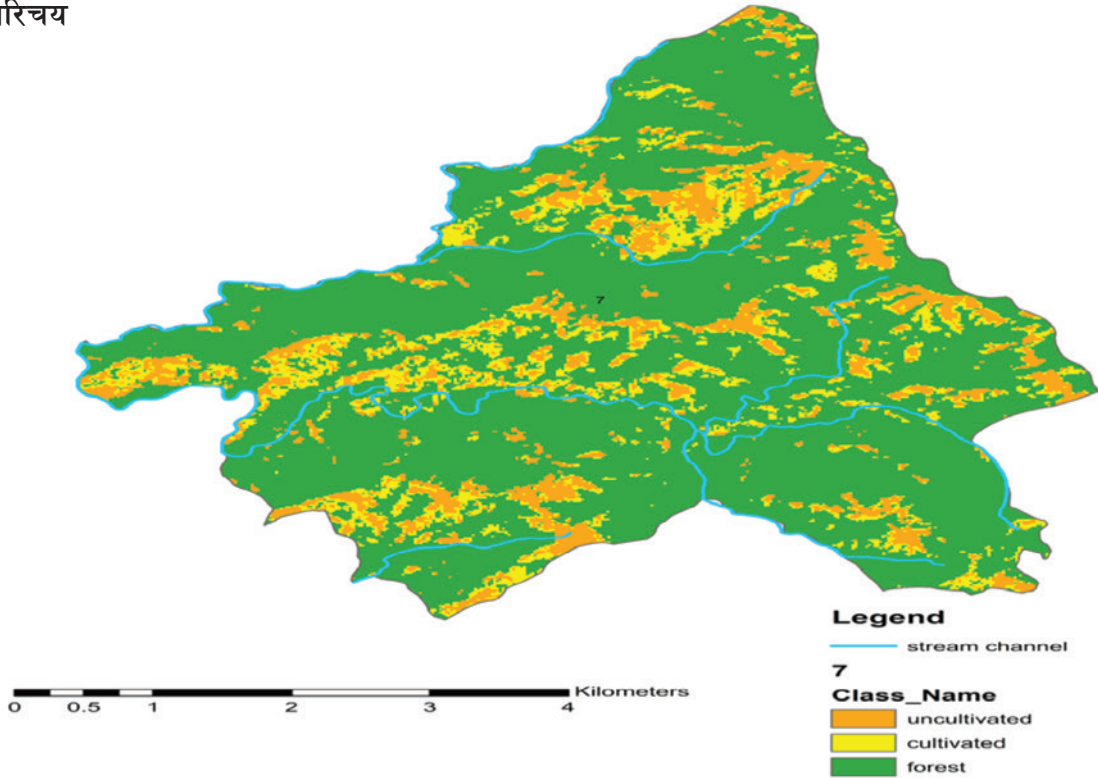 रिचय
7
Legend
stream channel
7
Class_Name
uncultivated
cultivated
forest
Kilometers
0 0.5 1 2 3 4